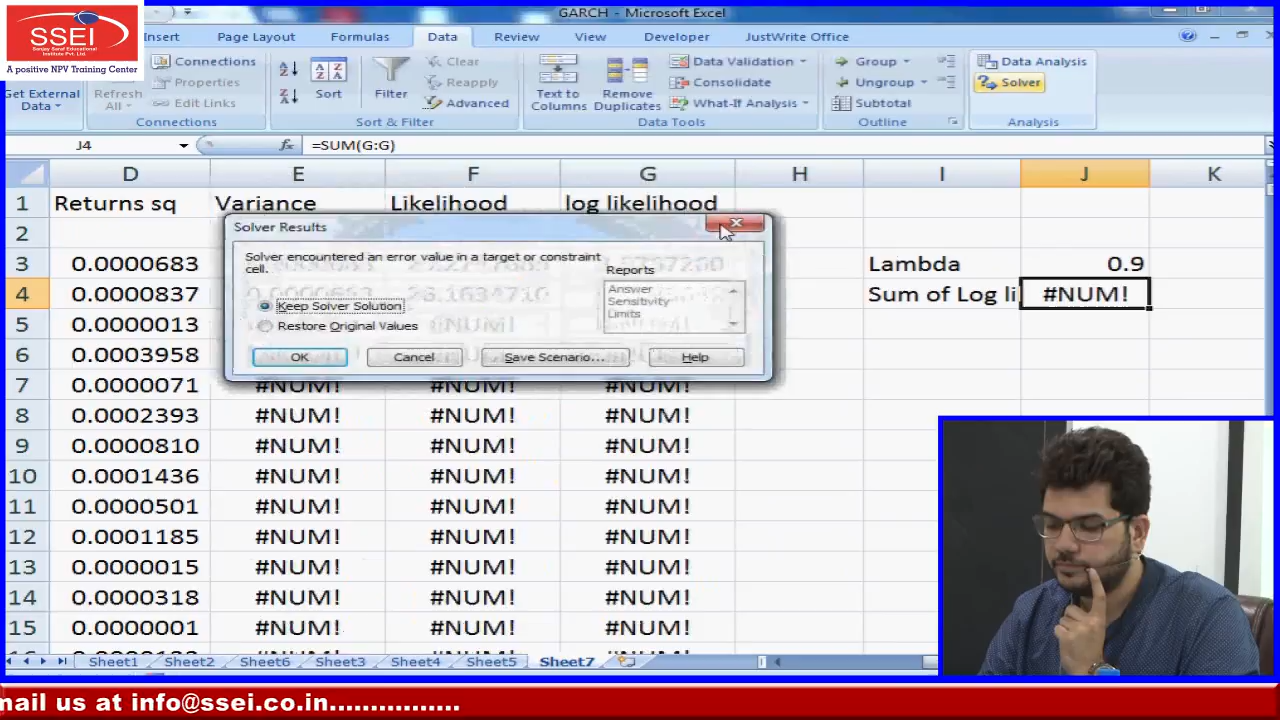 SSEI
Sanjay Saraf Educational
Institute Pvt. Ltd.
A positive NPV Training Center
GARCH - Microsoft Excel
Insert Page Layout Formulas Data Review View Developer JustWrite Office
Get External
Data
Refresh
All
Connections
Properties
Edit Links
Connections
Sort
Filter
Clear
Reapply
Advanced
Sort & Filter
Text to
Columns
Remove
Duplicates
Data Validation
Consolidate
What-If Analysis
Data Tools
Group
Ungroup
Subtotal
Outline
Data Analysis
Solver
Analysis
J4 fx =SUM(G:G)
D E F G H I J K
1 Returns sq Variance Likelihood log likelihood
2
3 0.0000683 Lambda 0.9
4 0.0000837 26.1634710 Sum of Log li #NUM!
5 0.0000013
6 0.0003958
7 0.0000071 #NUM! #NUM! #NUM!
8 0.0002393 #NUM! #NUM! #NUM!
9 0.0000810 #NUM! #NUM! #NUM!
10 0.0001436 #NUM! #NUM! #NUM!
11 0.0000501 #NUM! #NUM! #NUM!
12 0.0001185 #NUM! #NUM! #NUM!
13 0.0000015 #NUM! #NUM! #NUM!
14 0.0000318 #NUM! #NUM! #NUM!
15 0.0000001 #NUM! #NUM! #NUM!
Solver Results
Solver encountered an error value in a target or constraint
cell.
Keep Solver Solution
Restore Original Values
Reports
Answer
Sensitivity
Limits
OK Cancel Save Scenario... Help
Sheet1 Sheet2 Sheet6 Sheet3 Sheet4 Sheet5 Sheet7
mail us at info@ssei.co.in................